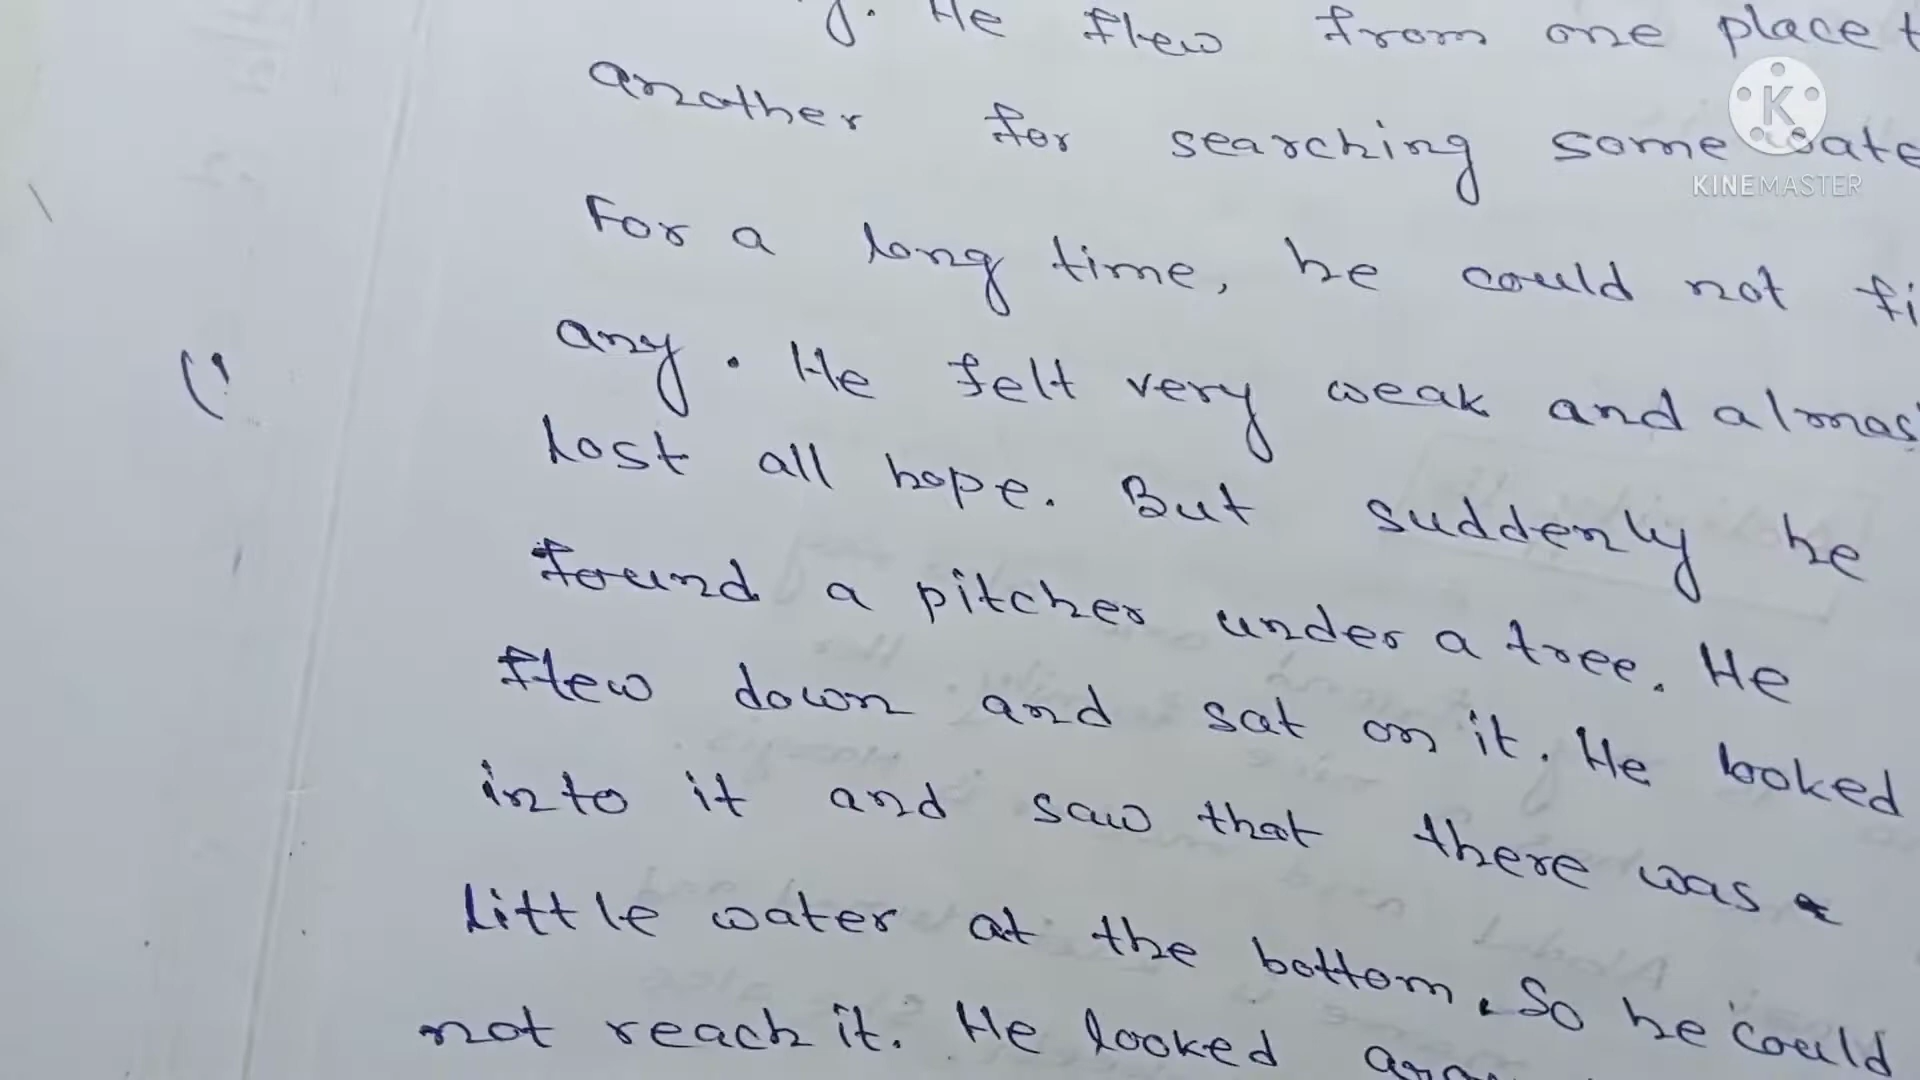 He flew from one place t
another for searching some wate
For a long time, he could not fi
any. He felt very weak and almos
lost all hope. But suddenly he
found a pitcher under a tree. He
flew down and sat on it. He looked
into it and saw that there was a
little water at the bottom. So he could
not reach it. He looked
K
KINEMASTER